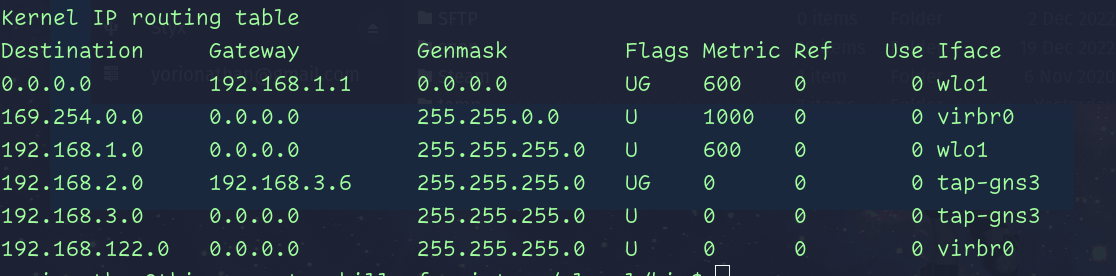 Kernel IP routing table
Destination Gateway Genmask Flags Metric Ref Use Iface
0.0.0.0 192.168.1.1 0.0.0.0 UG 600 0 0 wlo1
169.254.0.0 0.0.0.0 255.255.0.0 U 1000 0 0 virbr0
192.168.1.0 0.0.0.0 255.255.255.0 U 600 0 0 wlo1
192.168.2.0 192.168.3.6 255.255.255.0 UG 0 0 0 tap-gns3
192.168.3.0 0.0.0.0 255.255.255.0 U 0 0 0 tap-gns3
192.168.122.0 0.0.0.0 255.255.255.0 U 0 0 0 virbr0